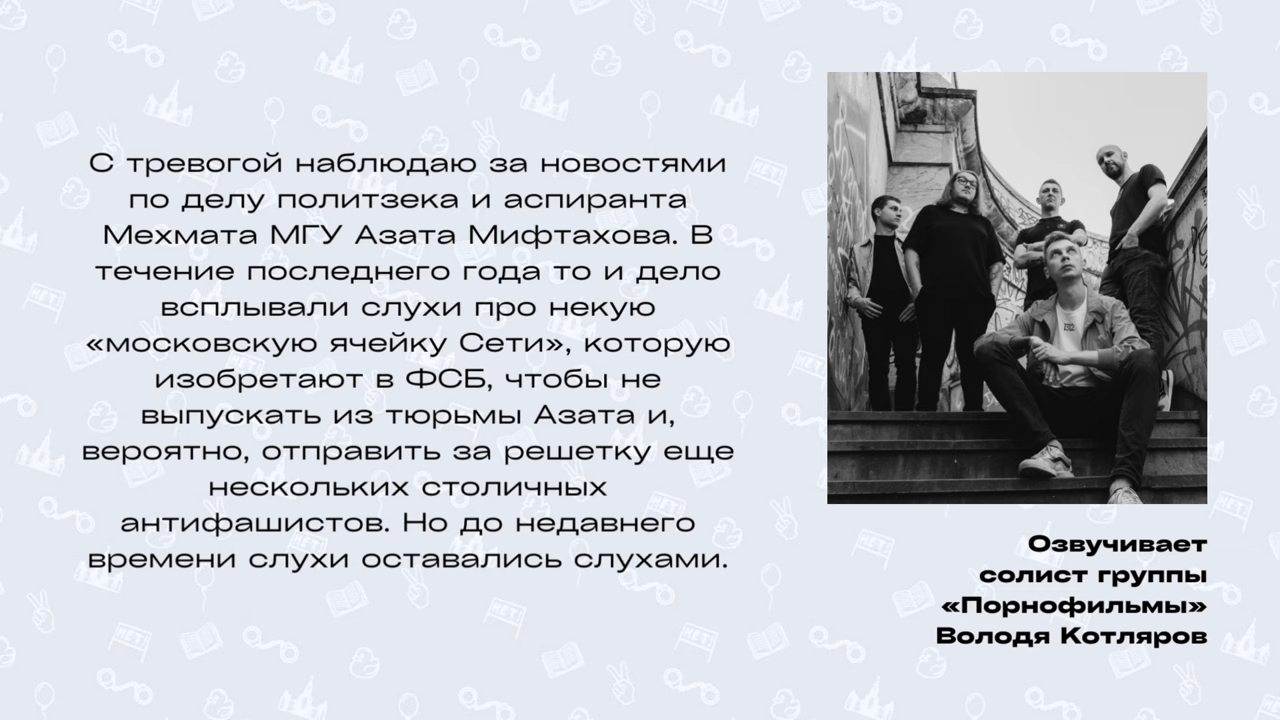 С тревогой наблюдаю за новостями
по делу политзека и аспиранта
Мехмата МГУ Азата Мифтахова. В
течение последнего года то и дело
всплывали слухи про некую
«московскую ячейку Сети», которую
изобретают в ФСБ, чтобы не
выпускать из тюрьмы Азата и,
вероятно, отправить за решетку еще
нескольких столичных
антифашистов. Но до недавнего
времени слухи оставались слухами.
Озвучивает
солист группы
«Порнофильмы»
Володя Котляров